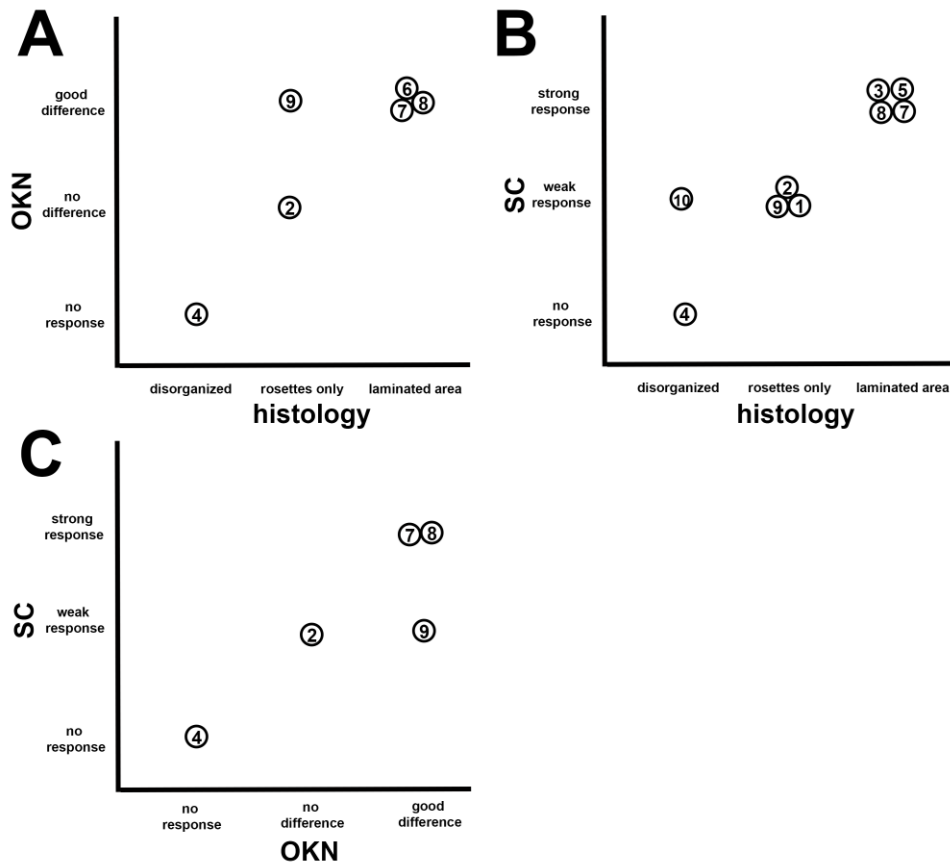 A
good
difference
9
6
7
8
OKN
no
difference
2
no
response
4
disorganized
rosettes only
laminated area
histology
B
strong
response
3
5
8
7
SC
weak
response
10
2
9
1
no
response
4
disorganized
rosettes only
laminated area
histology
C
strong
response
7
8
SC
weak
response
2
9
no
response
4
no
response
no
difference
good
difference
OKN